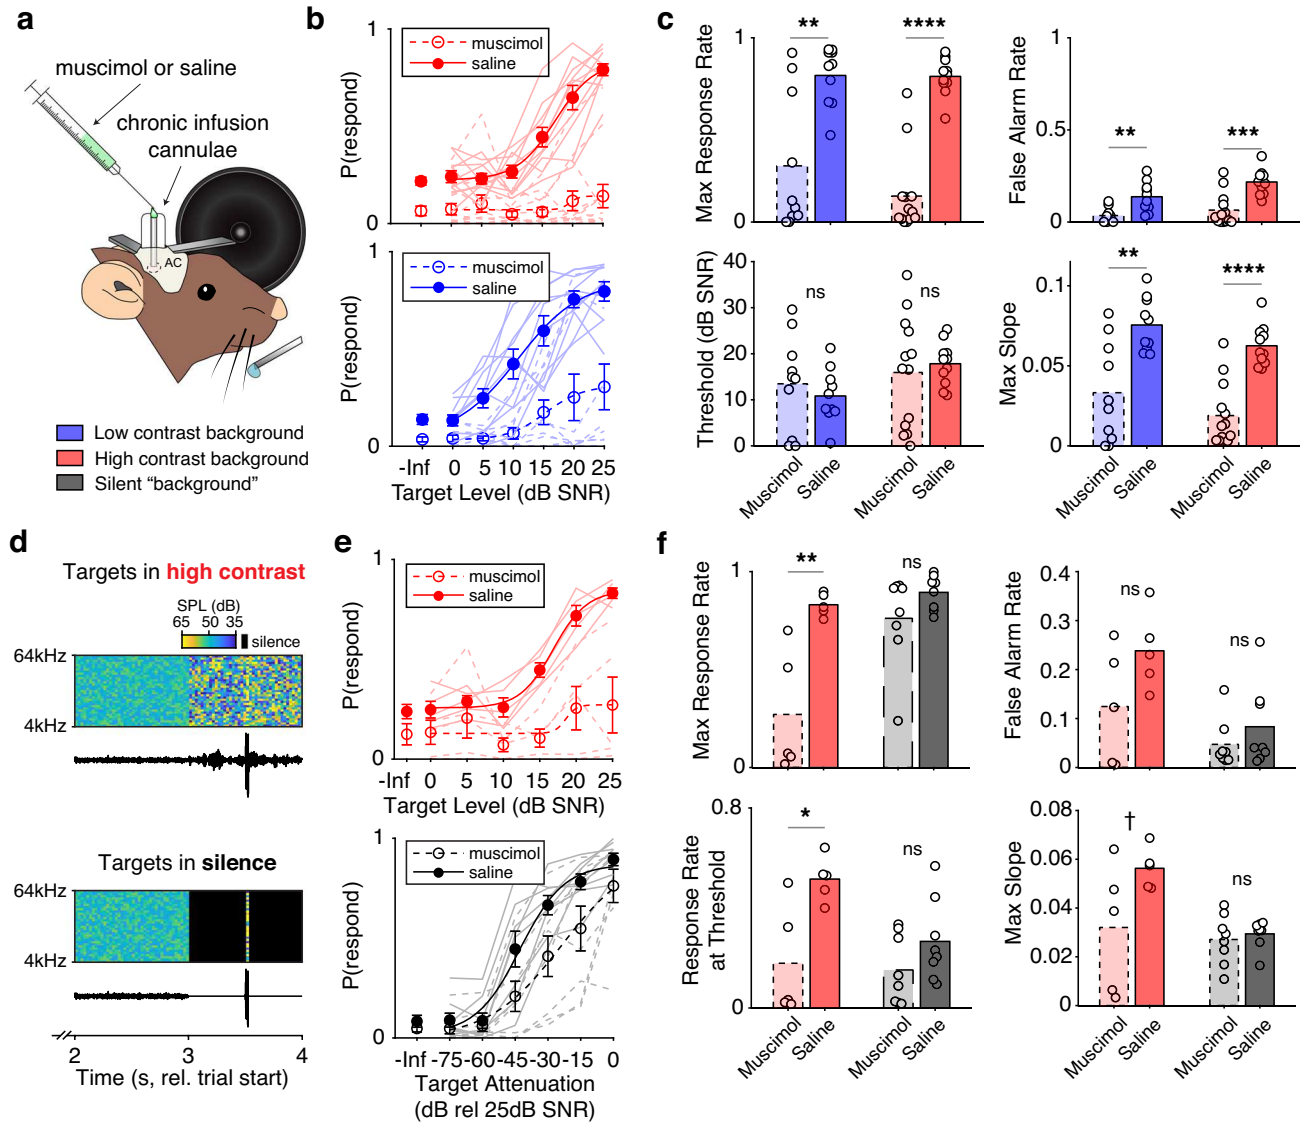 a
muscimol or saline
chronic infusion
cannulae
AC
Low contrast background
High contrast background
Silent “background”
b
1
muscimol
saline
P(respond)
0
1
muscimol
saline
P(respond)
0
-Inf 0 5 10 15 20 25
Target Level (dB SNR)
c
**
****
1
Max Response Rate
0
1
False Alarm Rate
0.5
**
***
0
40
Threshold (dB SNR)
30
20
10
0
ns
ns
Muscimol
Saline
Muscimol
Saline
**
****
0.1
Max Slope
0.05
0
Muscimol
Saline
Muscimol
Saline
d
Targets in high contrast
SPL (dB)
65 50 35
silence
64kHz
4kHz
Targets in silence
64kHz
4kHz
2 3 4
Time (s, rel. trial start)
e
1
muscimol
saline
P(respond)
0
-Inf 0 5 10 15 20 25
Target Level (dB SNR)
1
muscimol
saline
P(respond)
0
-Inf -75 -60 -45 -30 -15 0
Target Attenuation
(dB rel 25dB SNR)
f
**
ns
1
Max Response Rate
0
0.4
False Alarm Rate
0.3
0.2
0.1
0
ns
ns
0.8
Response Rate
at Threshold
0
*
ns
Muscimol
Saline
Muscimol
Saline
0.08
Max Slope
0.06
0.04
0.02
0
†
ns
Muscimol
Saline
Muscimol
Saline